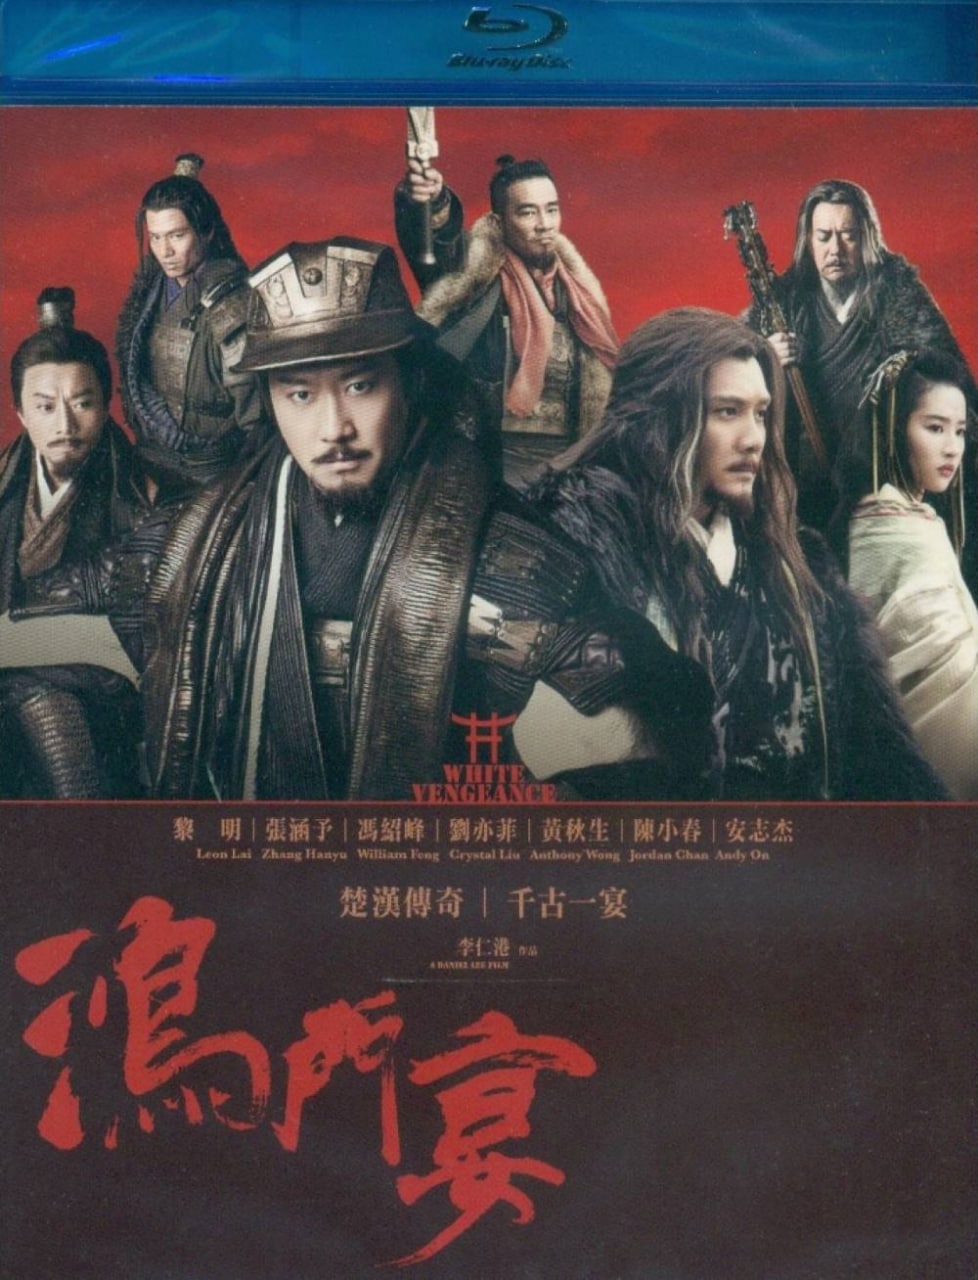 Blu-ray Disc
WHITE
VENGEANCE
黎 明|張涵予|馮紹峰|劉亦菲|黃秋生|陳小春|安志杰
Leon Lai Zhang Hanyu William Feng Crystal Liu Anthony Wong Jordan Chan Andy On
楚漢傳奇|千古一宴
李仁港 作品
A DANIEL LEE FILM
鴻門宴